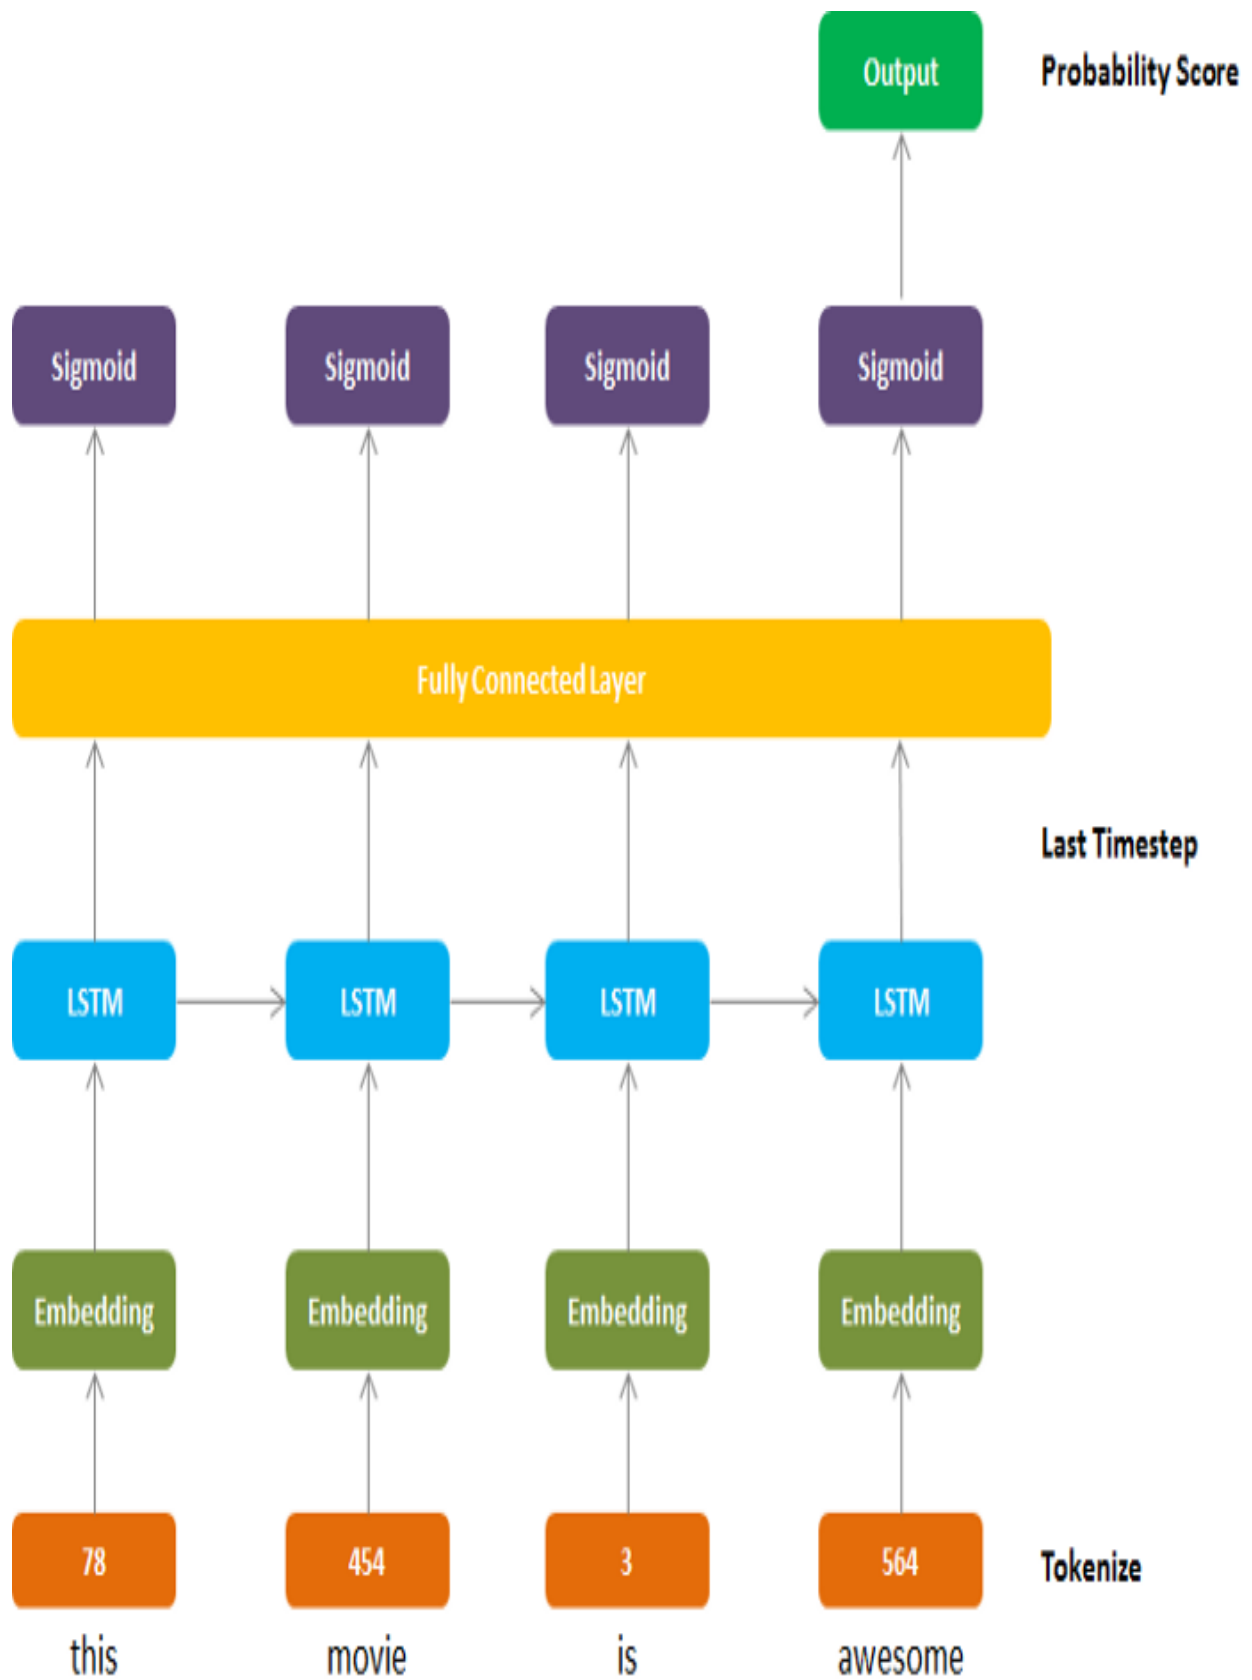 Output Probability Score
Sigmoid Sigmoid Sigmoid Sigmoid
Fully Connected Layer
Last Timestep
LSTM LSTM LSTM LSTM
Embedding Embedding Embedding Embedding
78 454 3 564 Tokenize
this movie is awesome